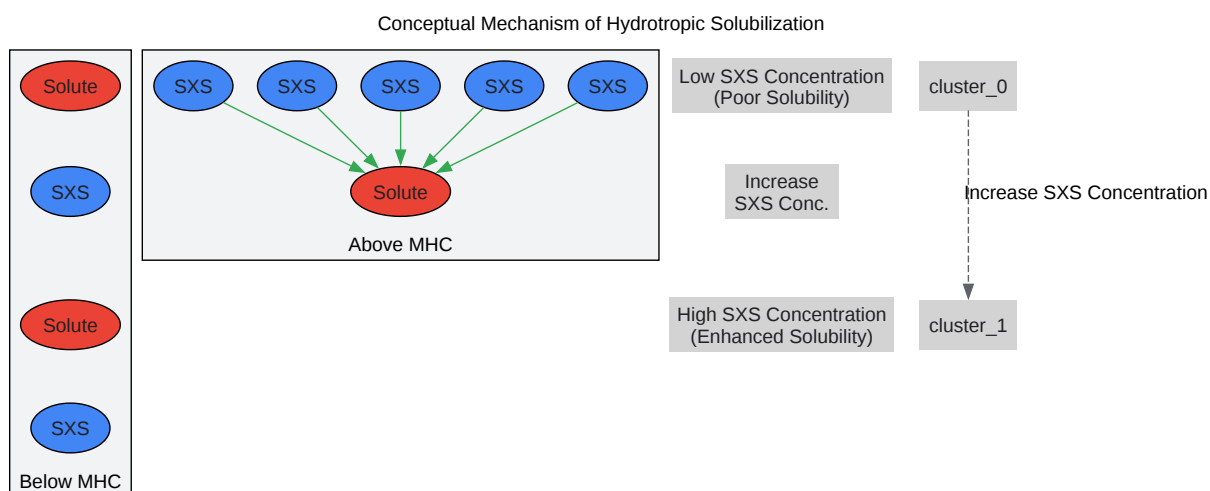 Conceptual Mechanism of Hydrotropic Solubilization
Solute
SXS
Solute
SXS
Below MHC
SXS
SXS
SXS
SXS
SXS
Solute
Above MHC
Low SXS Concentration
(Poor Solubility)
Increase
SXS Conc.
High SXS Concentration
(Enhanced Solubility)
cluster_0
Increase SXS Concentration
cluster_1